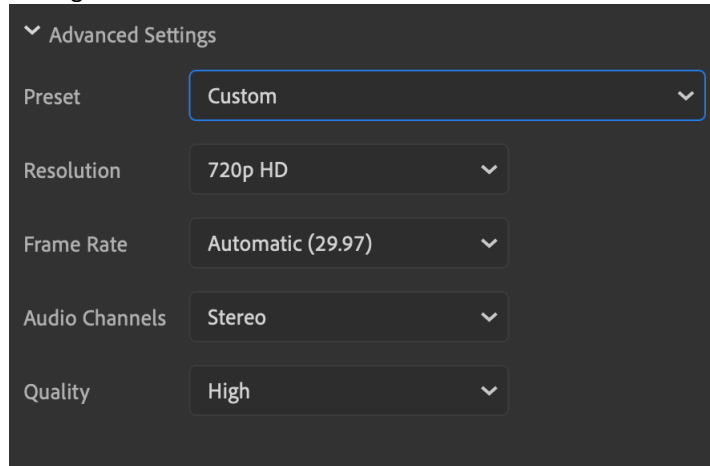 Advanced Settings
Preset Custom
Resolution 720p HD
Frame Rate Automatic (29.97)
Audio Channels Stereo
Quality High